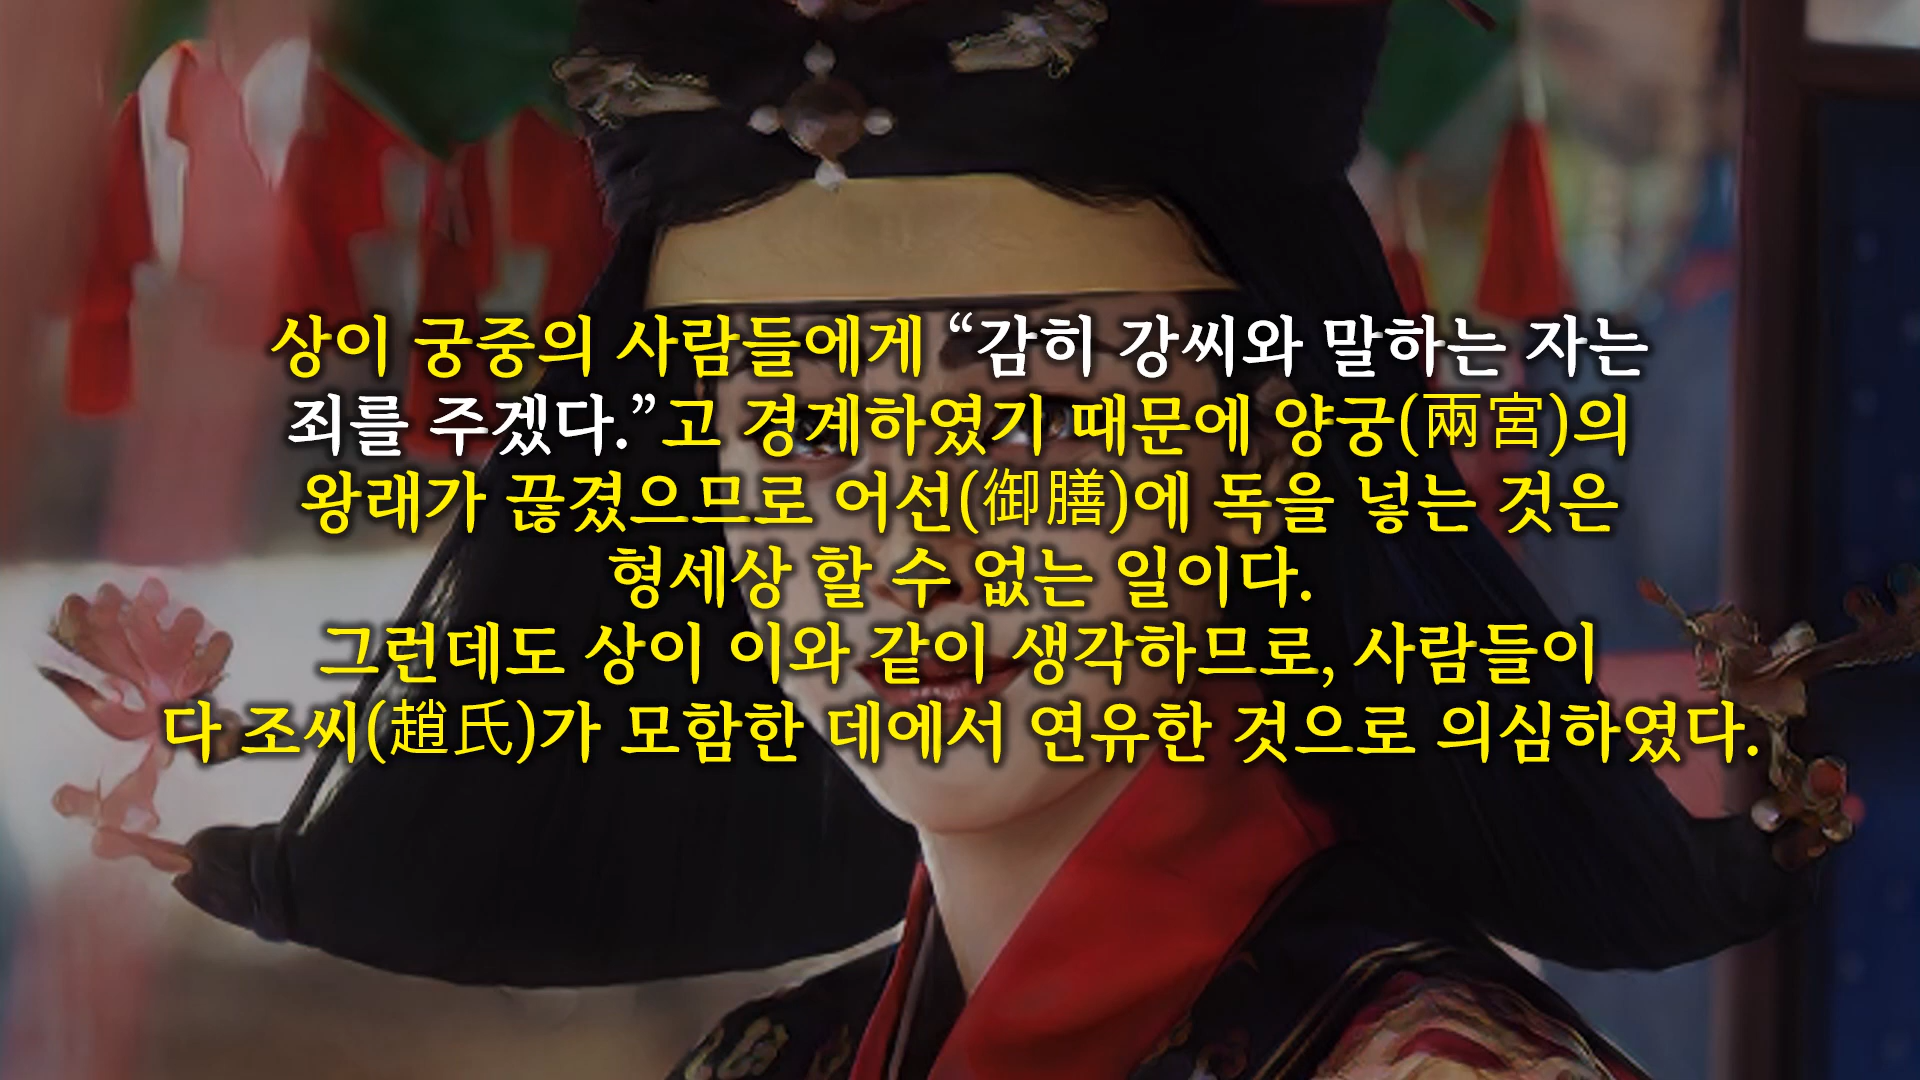 상이 궁중의 사람들에게 “감히 강씨와 말하는 자는
죄를 주겠다.”고 경계하였기 때문에 양궁(兩宮)의
왕래가 끊겼으므로 어선(御膳)에 독을 넣는 것은
형세상 할 수 없는 일이다.
그런데도 상이 이와 같이 생각하므로, 사람들이
다 조씨(趙氏)가 모함한 데에서 연유한 것으로 의심하였다.